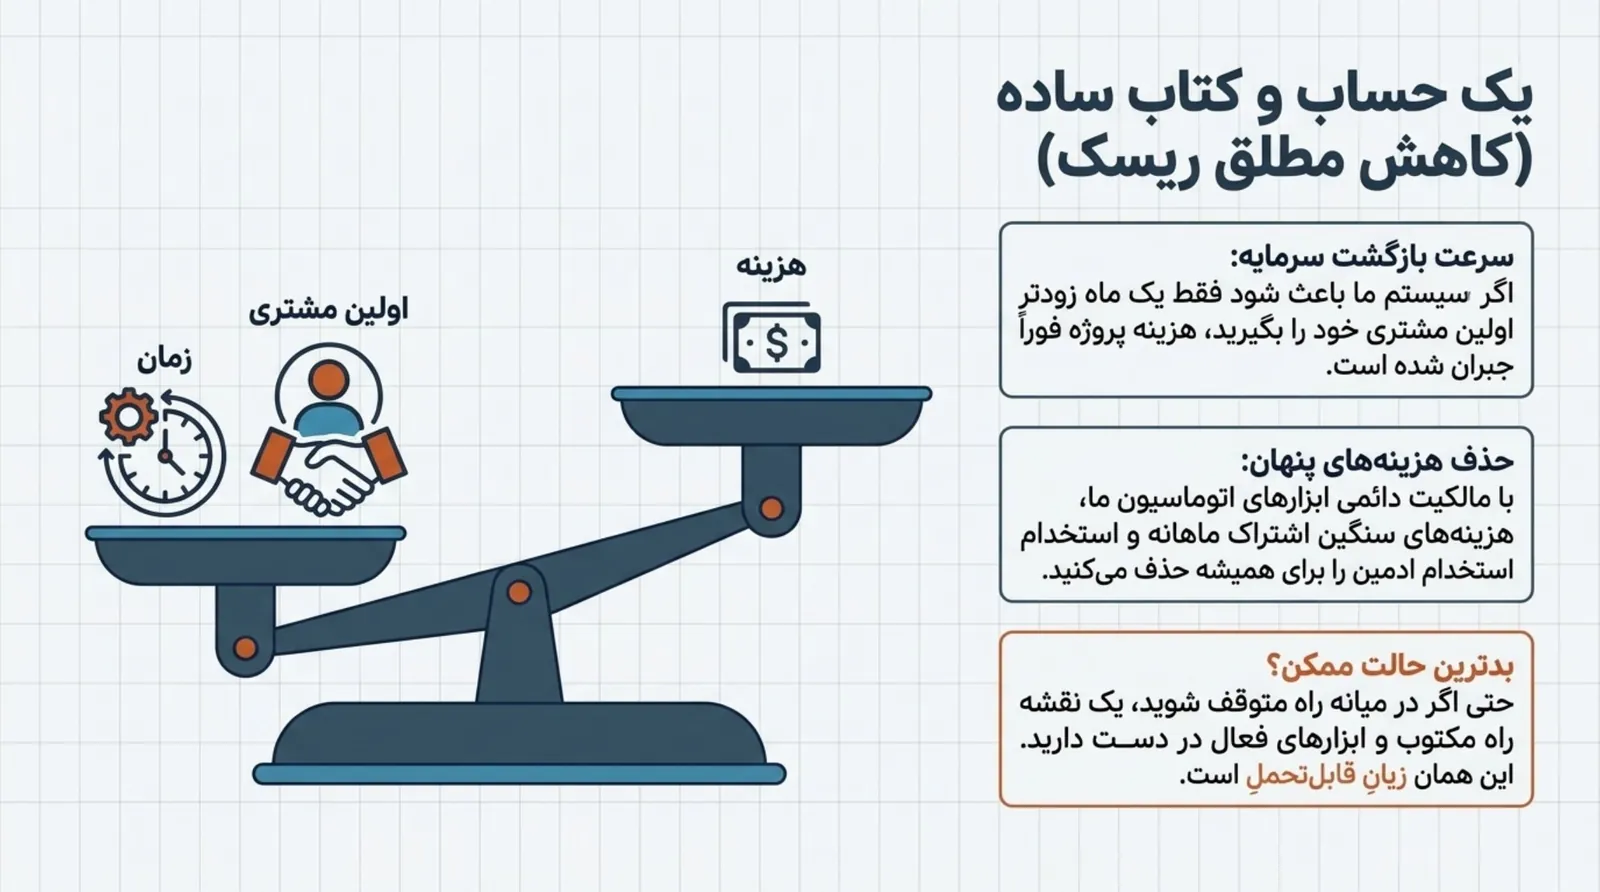 یک حساب و کتاب ساده
(کاهش مطلق ریسک)
سرعت بازگشت سرمایه:
اگر سیستم ما باعث شود فقط یک ماه زودتر
اولین مشتری خود را بگیرید، هزینه پروژه فوراً
جبران شده است.
حذف هزینه‌های پنهان:
با مالکیت دائمی ابزارهای اتوماسیون ما،
هزینه‌های سنگین اشتراک ماهانه و استخدام
استخدام ادمین را برای همیشه حذف می‌کنید.
بدترین حالت ممکن؟
حتی اگر در میانه راه متوقف شوید، یک نقشه
راه مکتوب و ابزارهای فعال در دست دارید.
این همان زیانِ قابل‌تحملِ است.
هزینه
$
اولین مشتری
زمان